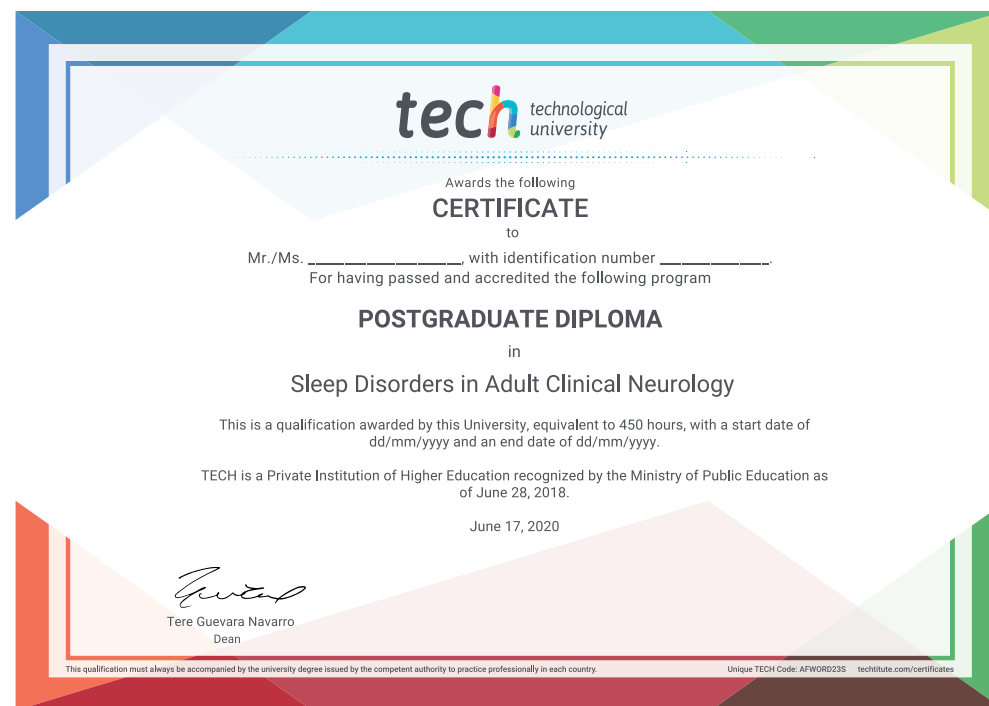 tech technological
university
Awards the following
CERTIFICATE
to
Mr./Ms. ____________________, with identification number ______________.
For having passed and accredited the following program
POSTGRADUATE DIPLOMA
in
Sleep Disorders in Adult Clinical Neurology
This is a qualification awarded by this University, equivalent to 450 hours, with a start date of
dd/mm/yyyy and an end date of dd/mm/yyyy.
TECH is a Private Institution of Higher Education recognized by the Ministry of Public Education as
of June 28, 2018.
June 17, 2020
Tere Guevara Navarro
Dean
This qualification must always be accompanied by the university degree issued by the competent authority to practice professionally in each country.
Unique TECH Code: AFWORD23S techtitute.com/certificates